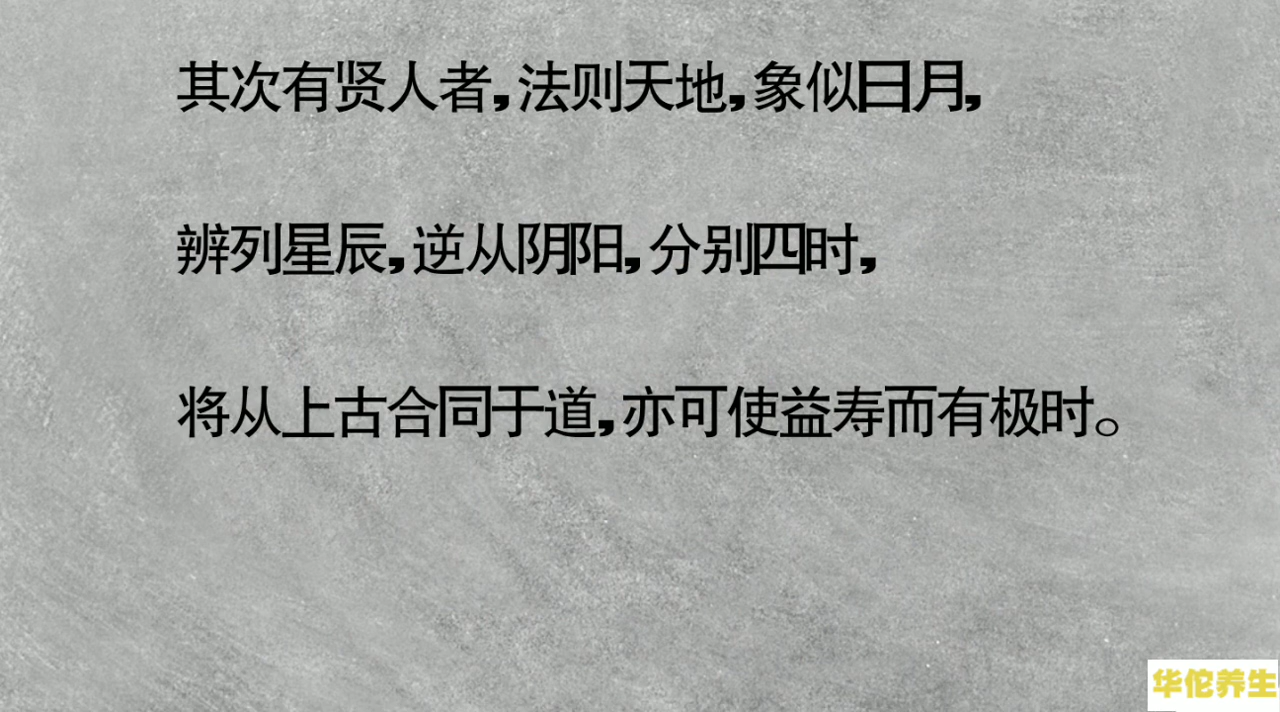 其次有贤人者,法则天地,象似日月,
辨列星辰,逆从阴阳,分别四时,
将从上古合同于道,亦可使益寿而有极时。
华佗养生